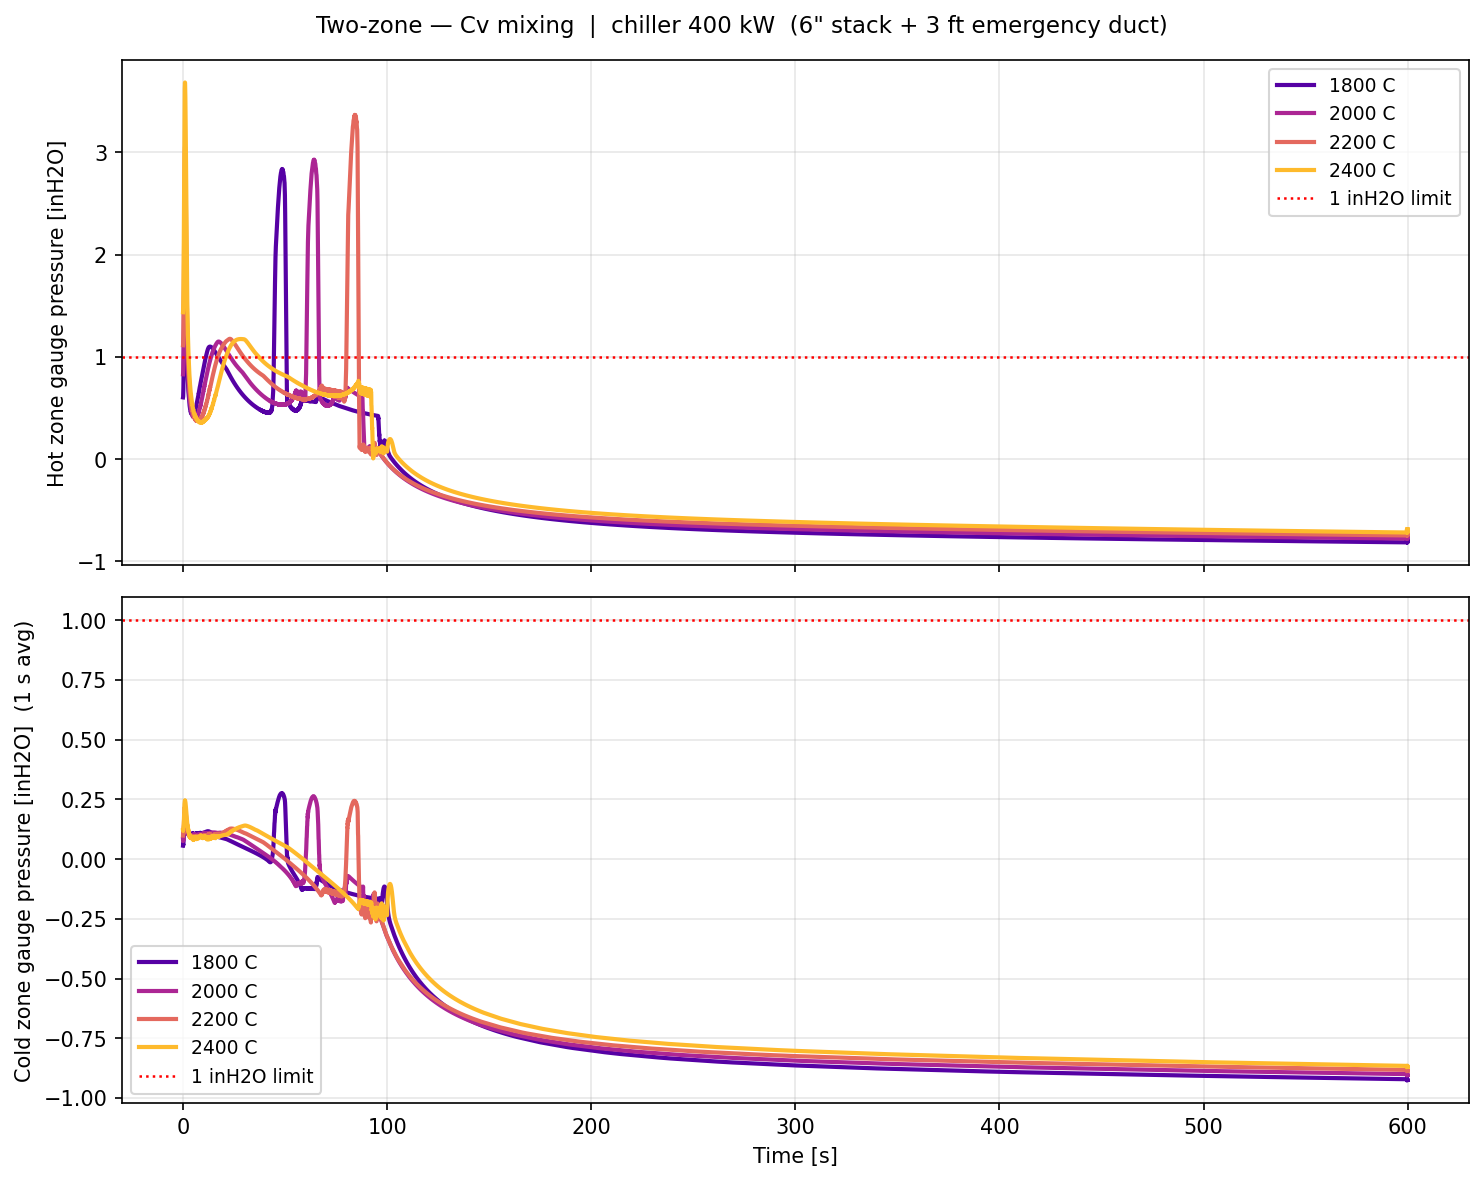 Two-zone — Cv mixing  |  chiller 400 kW  (6" stack + 3 ft emergency duct)
Hot zone gauge pressure [inH2O]
3
2
1
0
−1
1800 C
2000 C
2200 C
2400 C
1 inH2O limit
Cold zone gauge pressure [inH2O]  (1 s avg)
1.00
0.75
0.50
0.25
0.00
−0.25
−0.50
−0.75
−1.00
1800 C
2000 C
2200 C
2400 C
1 inH2O limit
0
100
200
300
400
500
600
Time [s]